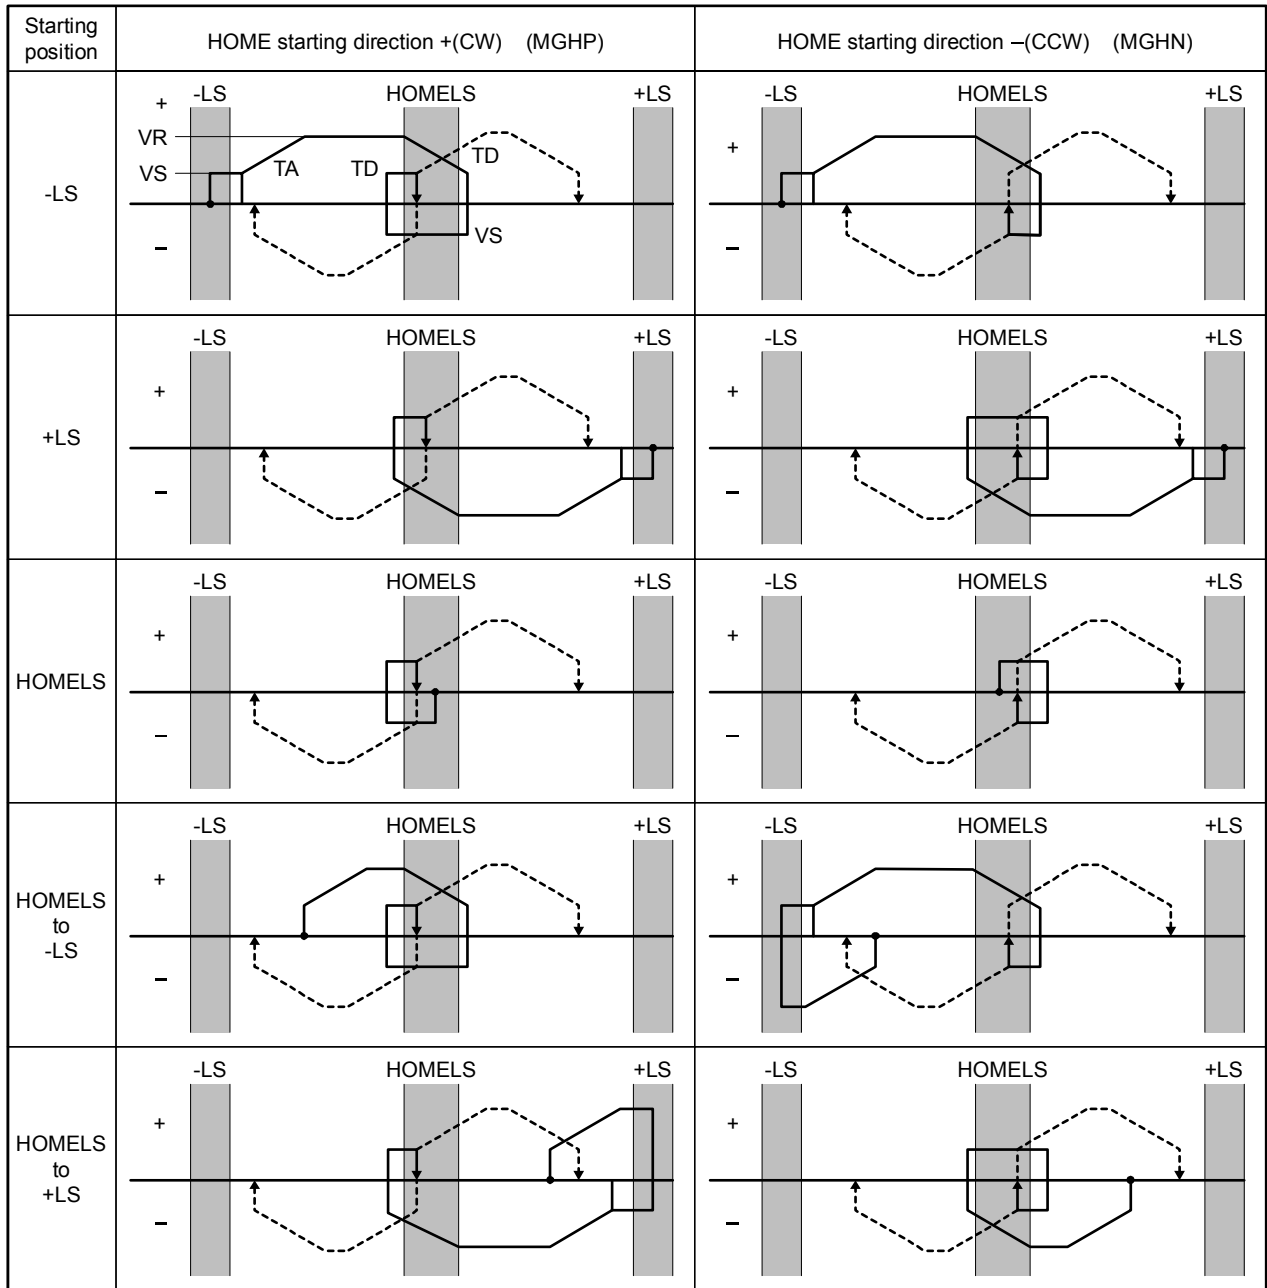 Starting
position
HOME starting direction +(CW) (MGHP)
HOME starting direction –(CCW) (MGHN)
-LS
-LS HOMELS +LS
+
VR
VS
TA
TD
TD
VS
–
-LS HOMELS +LS
+
–
+LS
-LS HOMELS +LS
+
–
-LS HOMELS +LS
+
–
HOMELS
-LS HOMELS +LS
+
–
-LS HOMELS +LS
+
–
HOMELS
to
-LS
-LS HOMELS +LS
+
–
-LS HOMELS +LS
+
–
HOMELS
to
+LS
-LS HOMELS +LS
+
–
-LS HOMELS +LS
+
–